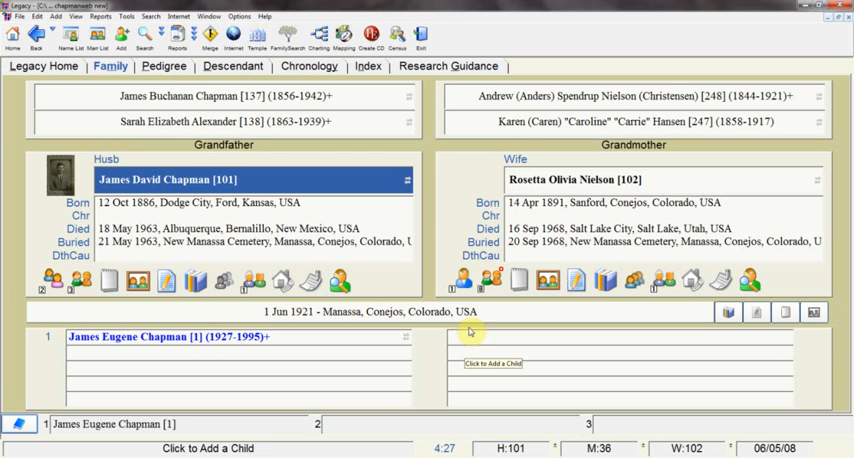 Legacy - [C:\ ... chapmanweb new]
File Edit Add View Reports Tools Search Internet Window Options Help
Home Back Name List Marr List Add Search Reports Merge Internet Temple FamilySearch Charting Mapping Create CD Census Exit
Legacy Home Family Pedigree Descendant Chronology Index Research Guidance
James Buchanan Chapman [137] (1856-1942)+
Andrew (Anders) Spendrup Nielson (Christensen) [248] (1844-1921)+
Sarah Elizabeth Alexander [138] (1863-1939)+
Karen (Caren) "Caroline" "Carrie" Hansen [247] (1858-1917)
Grandfather
Grandmother
Husb
James David Chapman [101]
Born 12 Oct 1886, Dodge City, Ford, Kansas, USA
Chr
Died 18 May 1963, Albuquerque, Bernalillo, New Mexico, USA
Buried 21 May 1963, New Manassa Cemetery, Manassa, Conejos, Colorado, U
DthCau
2 3 1
Wife
Rosetta Olivia Nielson [102]
Born 14 Apr 1891, Sanford, Conejos, Colorado, USA
Chr
Died 16 Sep 1968, Salt Lake City, Salt Lake, Utah, USA
Buried 20 Sep 1968, New Manassa Cemetery, Manassa, Conejos, Colorado, U
DthCau
1 8 1
1 Jun 1921 - Manassa, Conejos, Colorado, USA
1 James Eugene Chapman [1] (1927-1995)+
Click to Add a Child
1 James Eugene Chapman [1] 2 3
Click to Add a Child 4:27 H:101 M:36 W:102 06/05/08